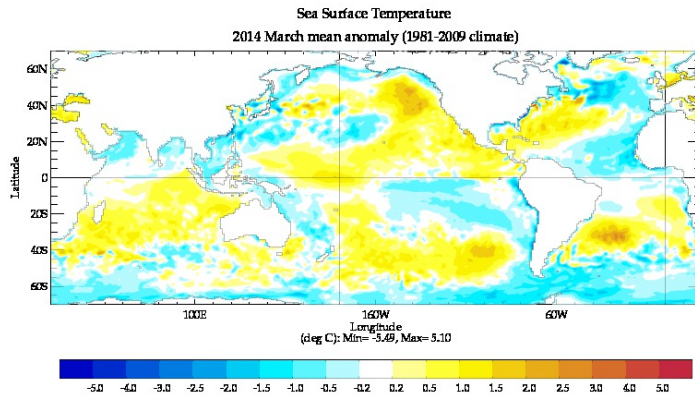 Sea Surface Temperature
2014 March mean anomaly (1981-2009 climate)
60N
40N
20N
0
20S
40S
60S
Latitude
100E
160W
60W
Longitude
(deg C): Min= -5.49, Max= 5.10
-5.0 -4.0 -3.0 -2.5 -2.0 -1.5 -1.0 -0.5 -0.2 0.2 0.5 1.0 1.5 2.0 2.5 3.0 4.0 5.0